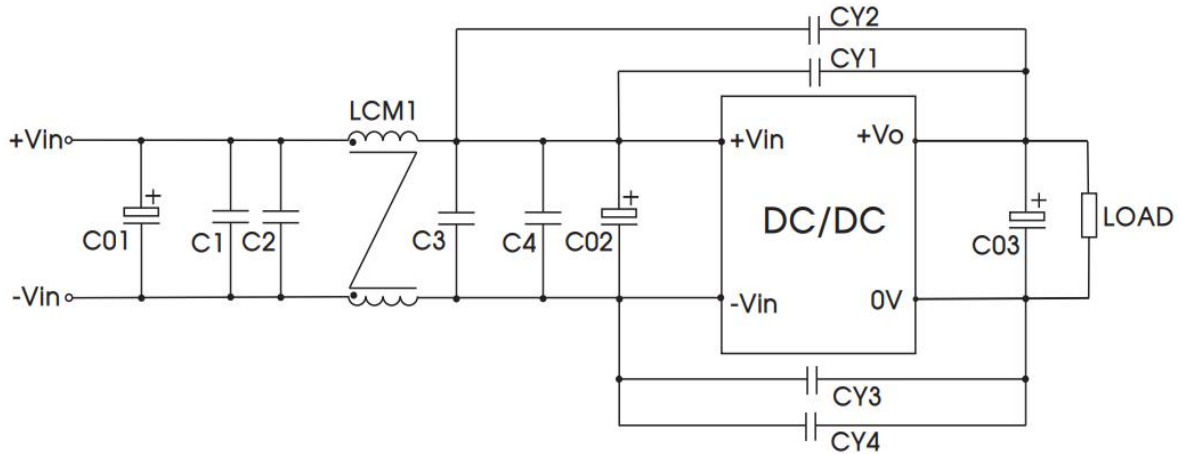 CY2
CY1
LCM1
+Vin
+Vin
+Vo
+
C01
C1
C2
C3
C4
+
C02
DC/DC
+
C03
LOAD
-Vin
-Vin
0V
CY3
CY4